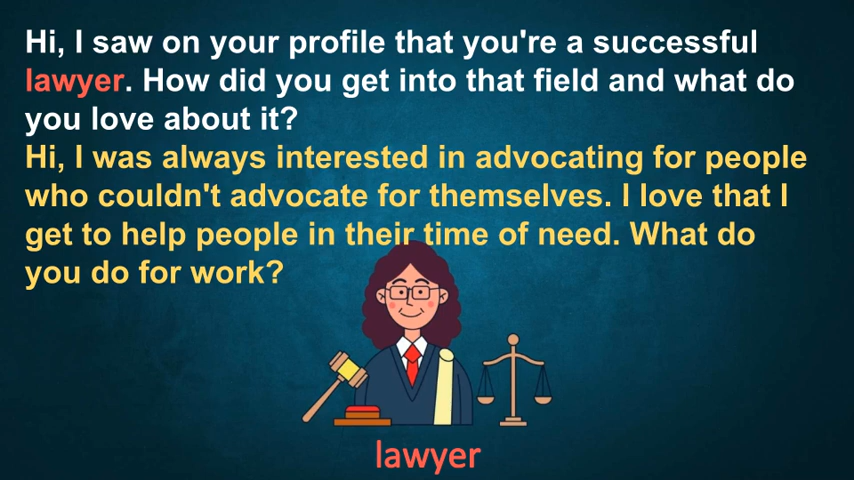 Hi, I saw on your profile that you're a successful
lawyer. How did you get into that field and what do
you love about it?
Hi, I was always interested in advocating for people
who couldn't advocate for themselves. I love that I
get to help people in their time of need. What do
you do for work?
lawyer